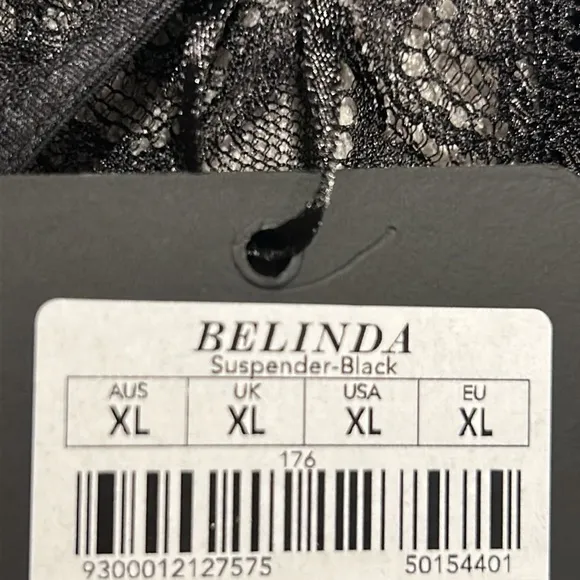 BELINDA
Suspender-Black
AUS UK USA EU
XL XL XL XL
176
9300012127575 50154401